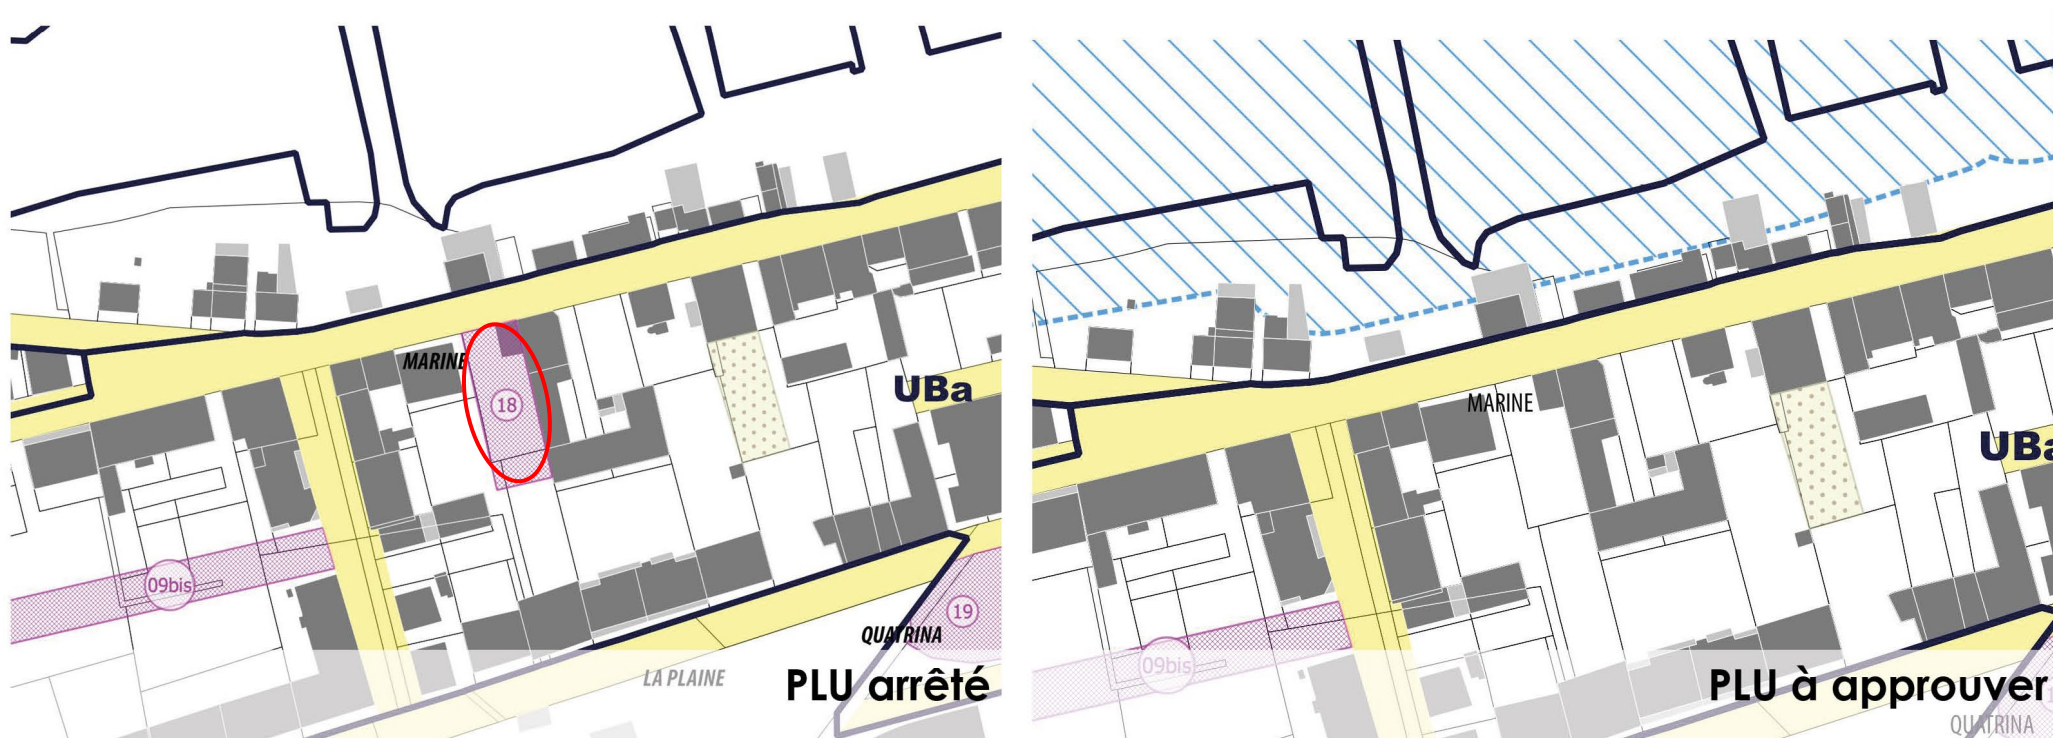 MARINE
18
UBa
09bis
19
QUATRINA
LA PLAINE
PLU arrêté
MARINE
UBa
09bis
PLU à approuver
QUATRINA